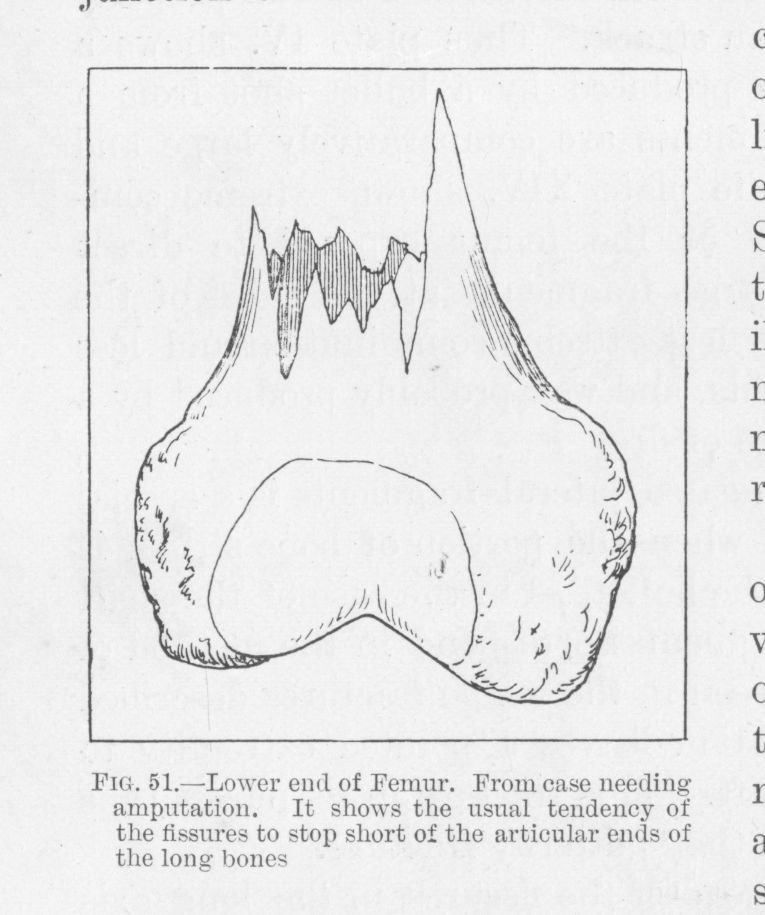 FIG. 51.—Lower end of Femur. From case needing
amputation. It shows the usual tendency of
the fissures to stop short of the articular ends of
the long bones